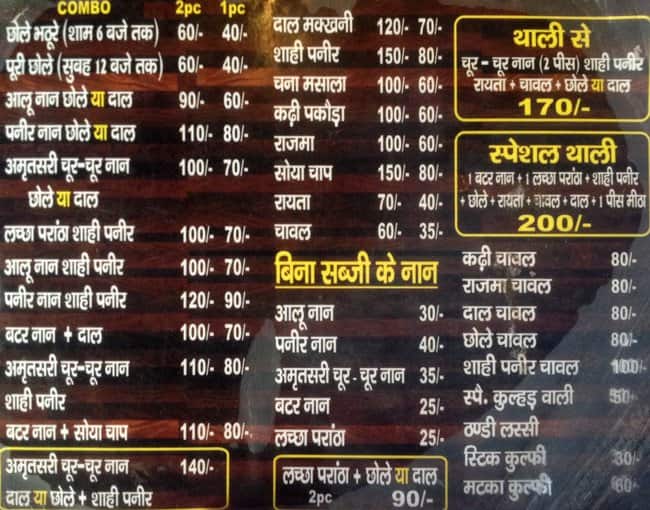 COMBO 2pc 1pc
छोले भठूरे (शाम 6 बजे तक) 60/- 40/-
पूरी छोले (सुबह 12 बजे तक) 60/- 40/-
आलू नान छोले या दाल 90/- 60/-
पनीर नान छोले या दाल 110/- 80/-
अमृतसरी चूर-चूर नान 100/- 70/-
छोले या दाल
लच्छा परांठा शाही पनीर 100/- 70/-
आलू नान शाही पनीर 100/- 70/-
पनीर नान शाही पनीर 120/- 90/-
बटर नान + दाल 100/- 70/-
अमृतसरी चूर-चूर नान 110/- 80/-
शाही पनीर
बटर नान + सोया चाप 110/- 80/-
अमृतसरी चूर-चूर नान 140/-
दाल या छोले + शाही पनीर
दाल मक्खनी 120/- 70/-
शाही पनीर 150/- 80/-
चना मसाला 100/- 60/-
कढ़ी पकौड़ा 100/- 60/-
राजमा 100/- 60/-
सोया चाप 150/- 80/-
रायता 70/- 40/-
चावल 60/- 35/-
बिना सब्जी के नान
आलू नान 30/-
पनीर नान 40/-
अमृतसरी चूर - चूर नान 35/-
बटर नान 25/-
लच्छा परांठा 25/-
लच्छा परांठा + छोले या दाल
2pc 90/-
थाली से
चूर - चूर नान (2 पीस) शाही पनीर
रायता + चावल + छोले या दाल
170/-
स्पेशल थाली
1 बटर नान + 1 लच्छा परांठा + शाही पनीर
+ छोले + रायता + चावल + दाल + 1 पीस मीठा
200/-
कढ़ी चावल 80/-
राजमा चावल 80/-
दाल चावल 80/-
छोले चावल 80/-
शाही पनीर चावल 100/-
स्पै. कुल्हड़ वाली
ठण्डी लस्सी
स्टिक कुल्फी 30/-
मटका कुल्फी 60/-